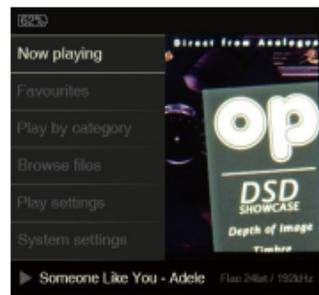 62%
Now playing
Favourites
Play by category
Browse files
Play settings
System settings
Direct from Analogue
op
DSD
SHOWCASE
Depth of Image
Timbre
Someone Like You - Adele
Flac 24bit / 192kHz